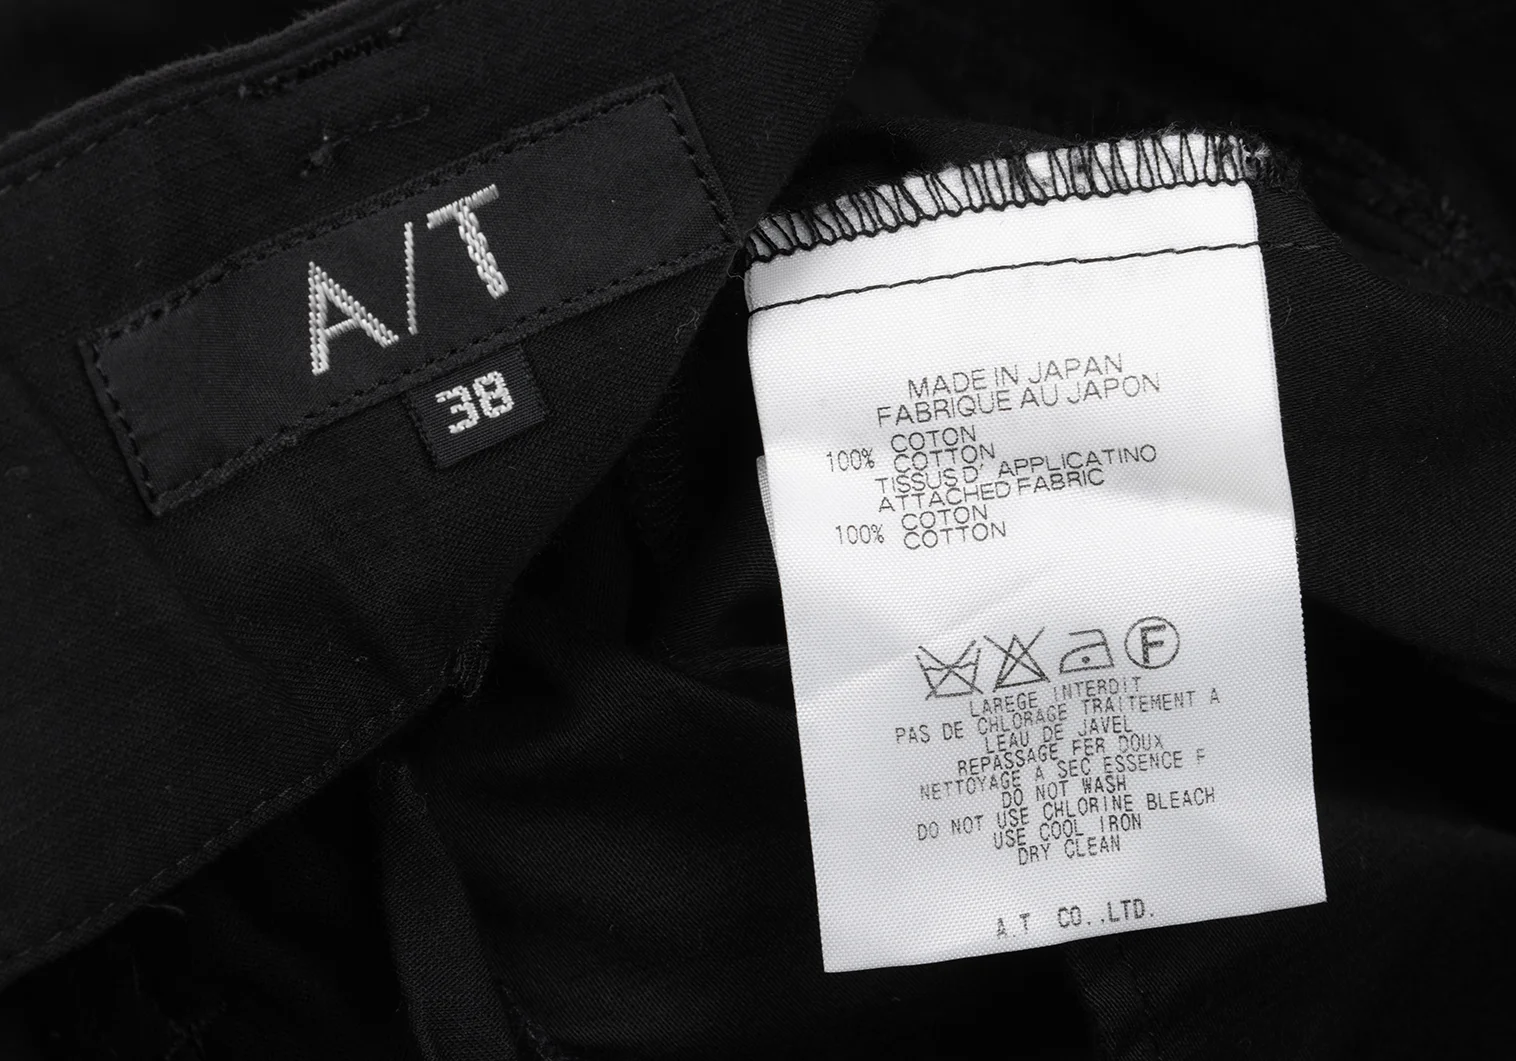 A/T
38
MADE IN JAPAN
FABRIQUE AU JAPON
COTON
100% COTTON
TISSUS D' APPLICATINO
ATTACHED FABRIC
COTON
100% COTTON
F
LAREGE INTERDIT
PAS DE CHLORAGE TRAITEMENT A
LEAU DE JAVEL
REPASSAGE FER DOUX
NETTOYAGE A SEC ESSENCE F
DO NOT WASH
DO NOT USE CHLORINE BLEACH
USE COOL IRON
DRY CLEAN
A.T CO.,LTD.